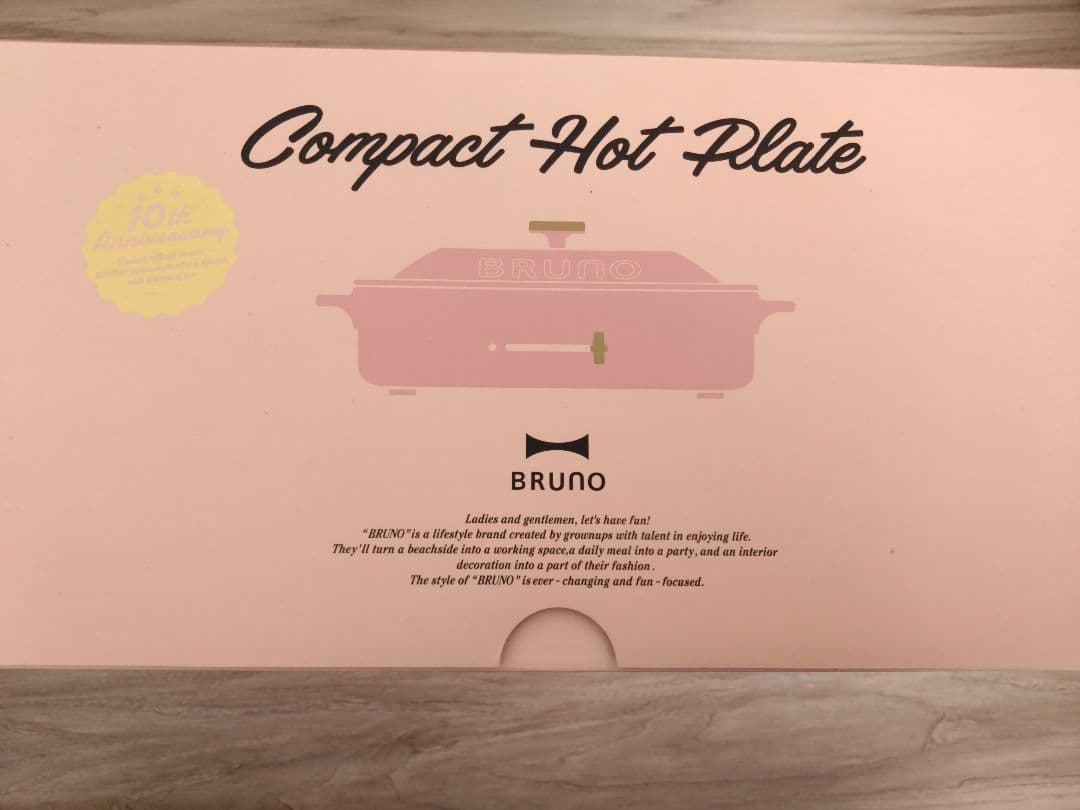 Compact Hot Plate
10th
Anniversary
BRUNO
BRUNO
Ladies and gentlemen, let's have fun!
“BRUNO”is a lifestyle brand created by grownups with talent in enjoying life.
They'll turn a beachside into a working space,a daily meal into a party, and an interior
decoration into a part of their fashion.
The style of “BRUNO” is ever-changing and fun-focused.